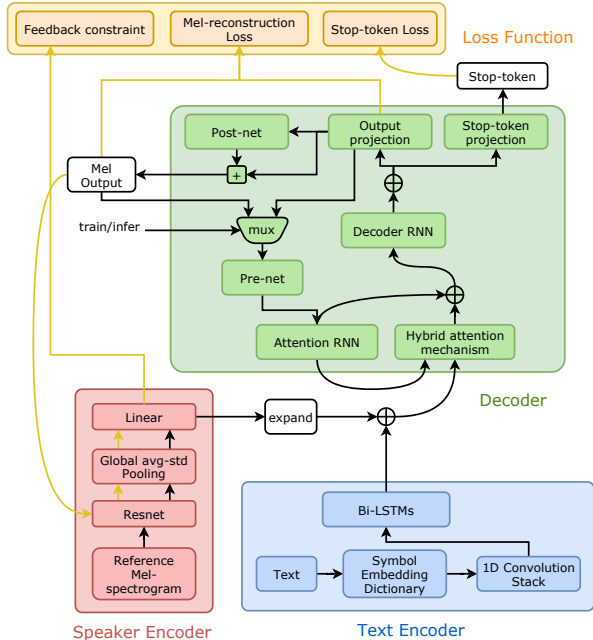 Feedback constraint
Mel-reconstruction
Loss
Stop-token Loss
Loss Function
Stop-token
Post-net
Output
projection
Stop-token
projection
Mel
Output
+
train/infer
mux
Decoder RNN
Pre-net
Attention RNN
Hybrid attention
mechanism
Decoder
Linear
expand
Global avg-std
Pooling
Resnet
Reference
Mel-
spectrogram
Speaker Encoder
Bi-LSTMs
Text
Symbol
Embedding
Dictionary
1D Convolution
Stack
Text Encoder